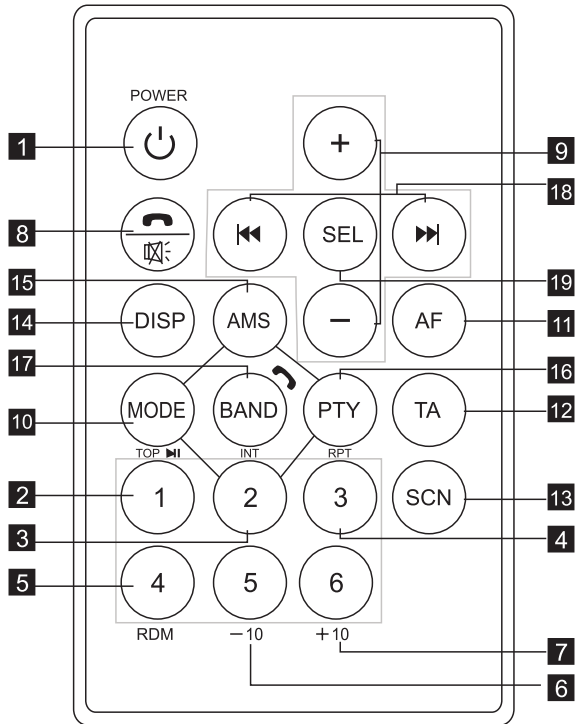 POWER
1
+
9
18
8
SEL
15
19
14
DISP
AMS
−
AF
11
17
16
10
MODE
BAND
PTY
TA
12
TOP
INT
RPT
2
1
2
3
SCN
13
3
4
5
4
5
6
RDM
−10
+10
7
6